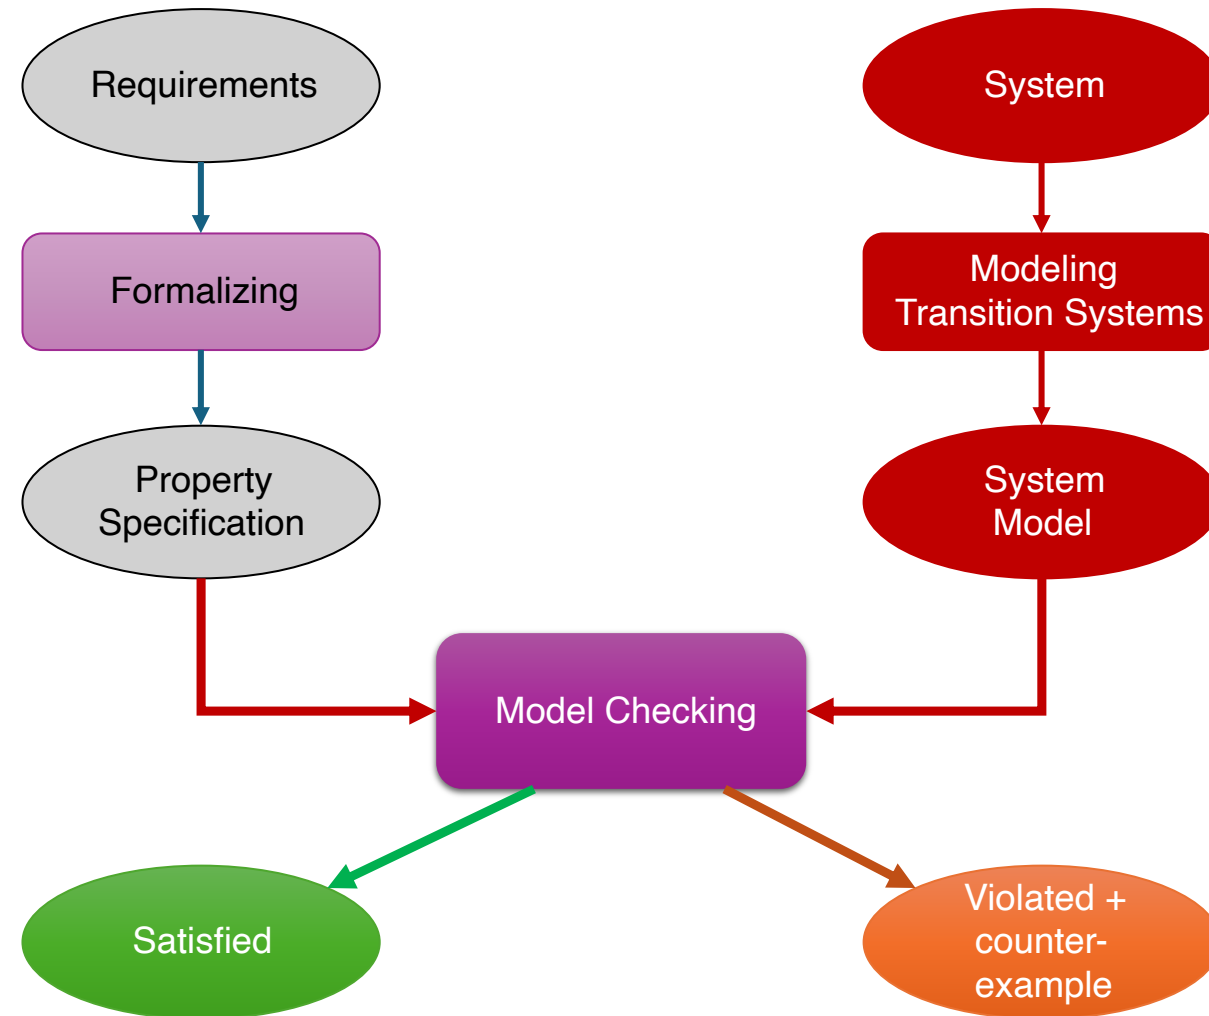 Requirements
System
Formalizing
Modeling
Transition Systems
Property
Specification
System
Model
Model Checking
Satisfied
Violated +
counter-
example